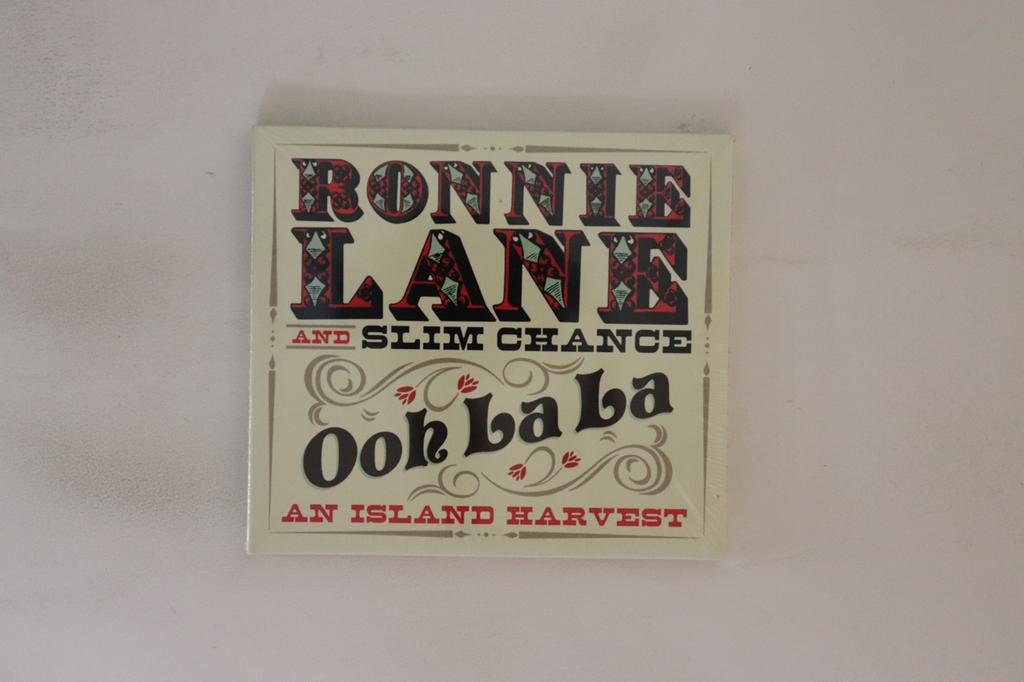 RONNIE
LANE
AND SLIM CHANCE
Ooh La La
AN ISLAND HARVEST